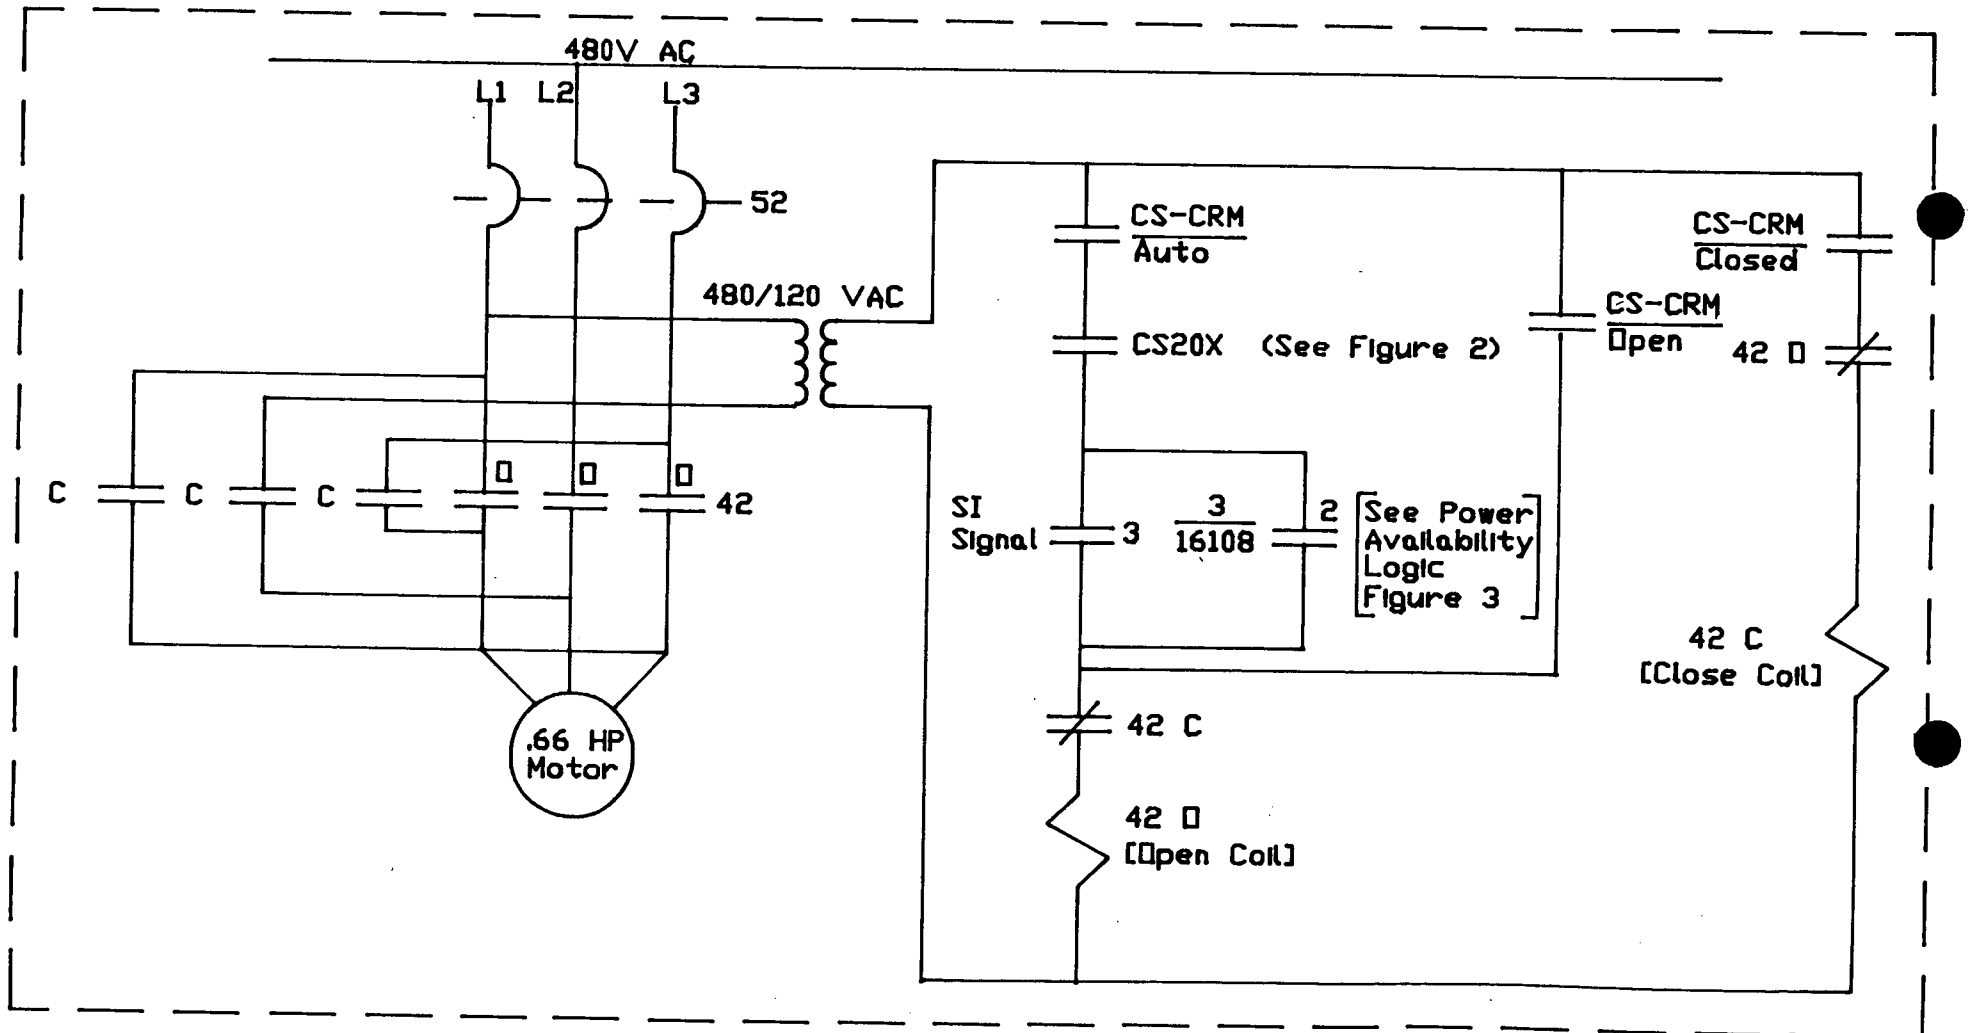 480V AC
L1 L2 L3
52
480/120 VAC
CS-CRM
Auto
CS20X (See Figure 2)
CS-CRM
Open
CS-CRM
Closed
42 O
C C C O O O 42
SI
Signal 3
3
16108
2
[See Power
Availability
Logic
Figure 3]
42 C
42 O
[Open Coil]
42 C
[Close Coil]
.66 HP
Motor